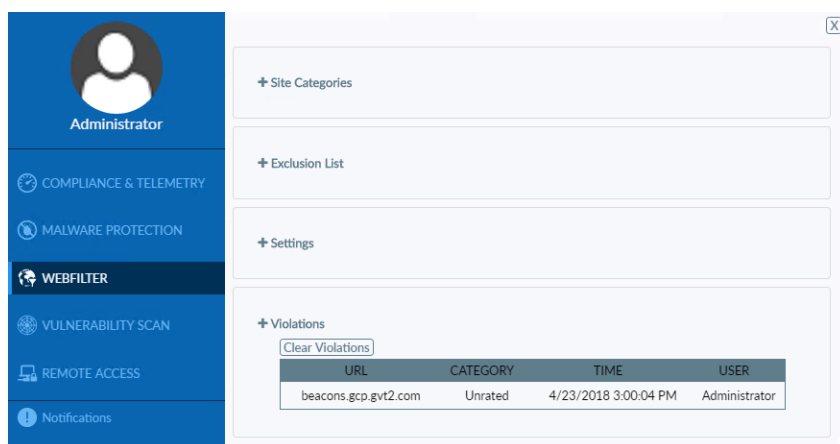 X
Administrator
COMPLIANCE & TELEMETRY
MALWARE PROTECTION
WEBFILTER
VULNERABILITY SCAN
REMOTE ACCESS
Notifications
+ Site Categories
+ Exclusion List
+ Settings
+ Violations
Clear Violations
URL CATEGORY TIME USER
beacons.gcp.gvt2.com Unrated 4/23/2018 3:00:04 PM Administrator